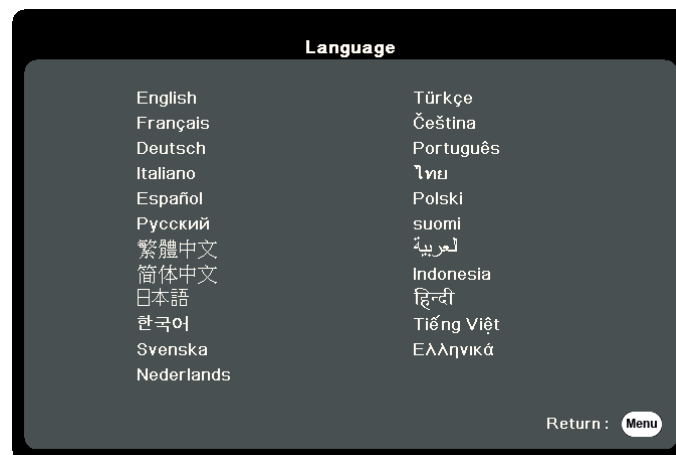 Language
English
Français
Deutsch
Italiano
Español
Русский
繁體中文
简体中文
日本語
한국어
Svenska
Nederlands
Türkçe
Čeština
Português
ไทย
Polski
suomi
العربية
Indonesia
हिन्दी
Tiếng Việt
Ελληνικά
Return : Menu